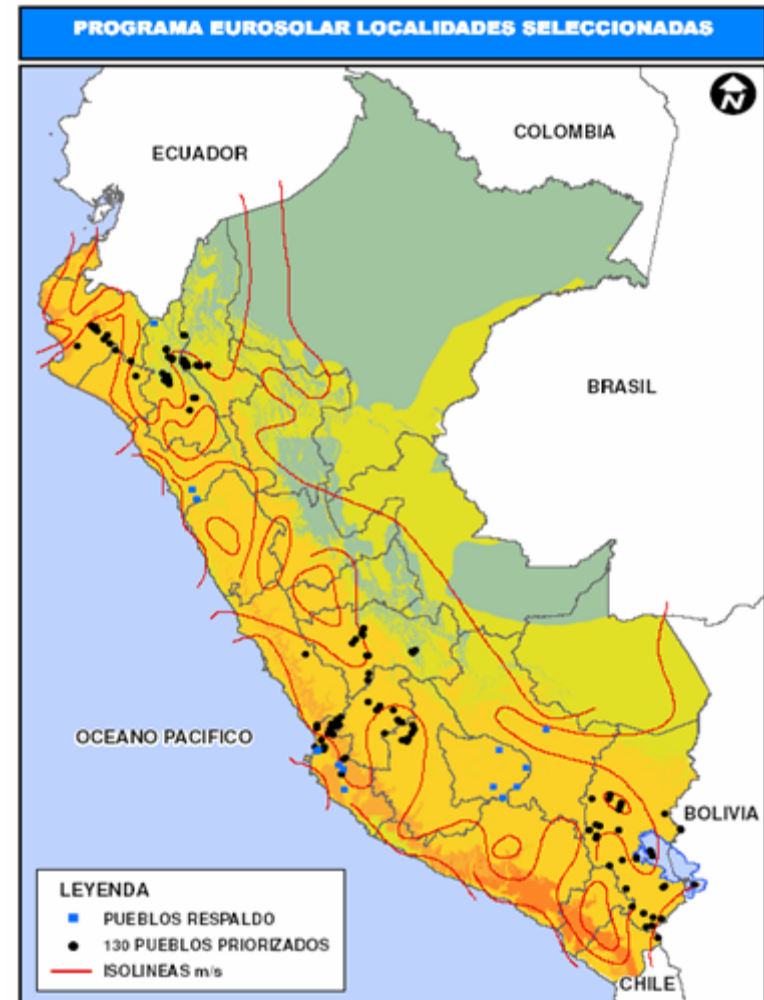 PROGRAMA EUROSOLAR LOCALIDADES SELECCIONADAS
N
COLOMBIA
ECUADOR
BRASIL
OCEANO PACIFICO
BOLIVIA
LEYENDA
PUEBLOS RESPALDO
130 PUEBLOS PRIORIZADOS
ISOLINEAS m/s
CHILE